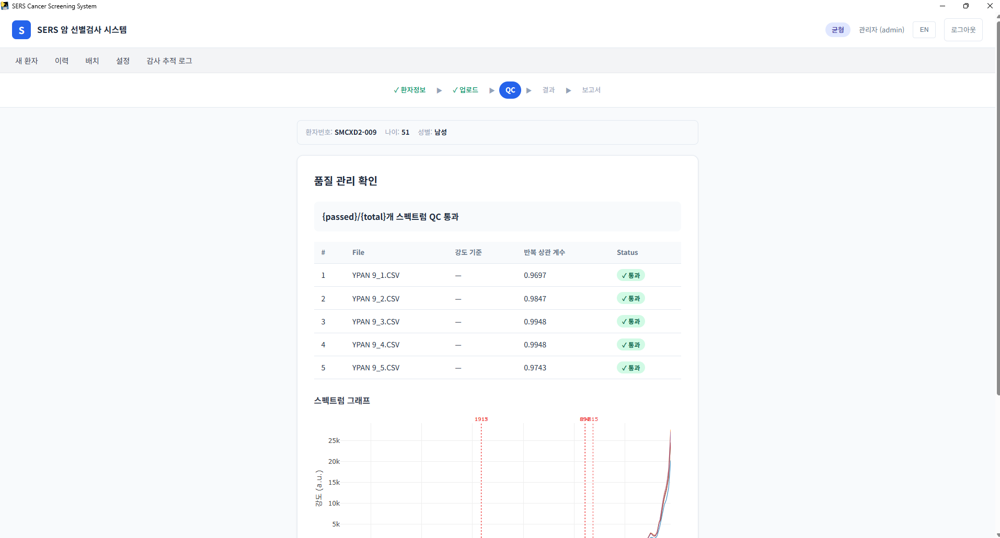 SERS Cancer Screening System
S SERS 암 선별검사 시스템
균형 관리자 (admin) EN 로그아웃
새 환자 이력 배치 설정 감사 추적 로그
✓ 환자정보 ▶ ✓ 업로드 ▶ QC ▶ 결과 ▶ 보고서
환자번호: SMCXD2-009 나이: 51 성별: 남성
품질 관리 확인
{passed}/{total}개 스펙트럼 QC 통과
# File 강도 기준 반복 상관 계수 Status
1 YPAN 9_1.CSV — 0.9697 ✓ 통과
2 YPAN 9_2.CSV — 0.9847 ✓ 통과
3 YPAN 9_3.CSV — 0.9948 ✓ 통과
4 YPAN 9_4.CSV — 0.9948 ✓ 통과
5 YPAN 9_5.CSV — 0.9743 ✓ 통과
스펙트럼 그래프
25k
20k
15k
10k
5k
강도 (a.u.)